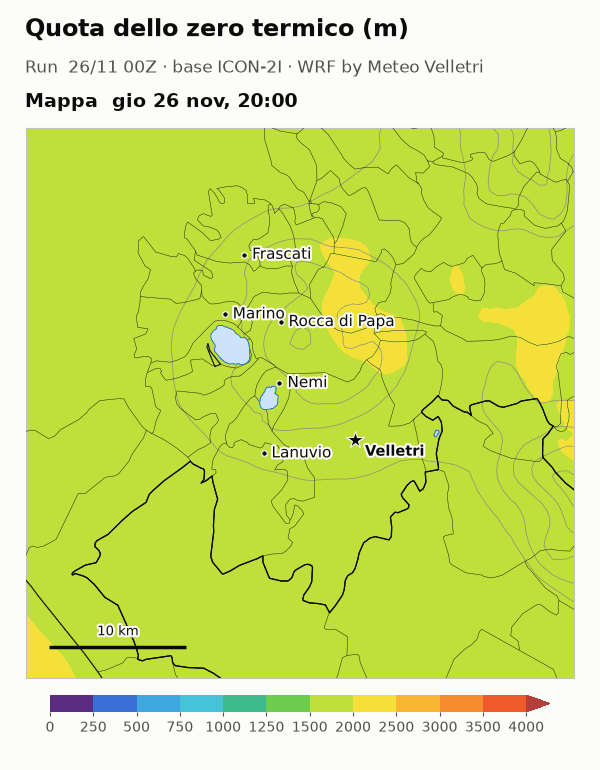 Quota dello zero termico (m)
Run  26/11 00Z · base ICON-2I · WRF by Meteo Velletri
Mappa  gio 26 nov, 20:00
Frascati
Marino
Rocca di Papa
Nemi
Velletri
Lanuvio
10 km
0 250 500 750 1000 1250 1500 2000 2500 3000 3500 4000